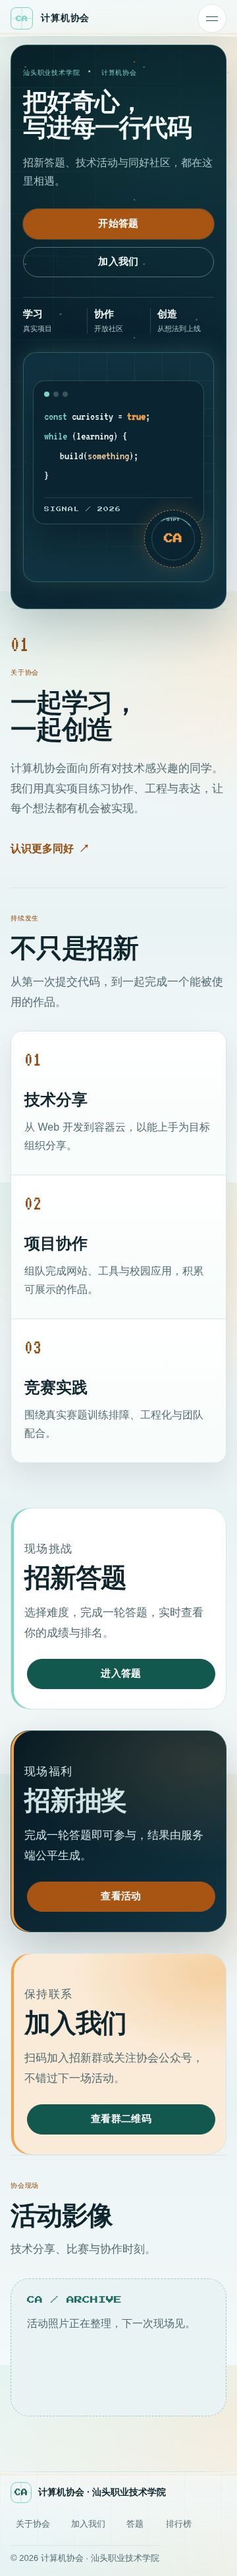 CA 计算机协会
汕头职业技术学院 • 计算机协会
把好奇心，
写进每一行代码
招新答题、技术活动与同好社区，都在这
里相遇。
开始答题
加入我们
学习 协作 创造
真实项目 开放社区 从想法到上线
const curiosity = true;
while (learning) {
build(something);
}
SIGNAL / 2026
CA
01
关于协会
一起学习，
一起创造
计算机协会面向所有对技术感兴趣的同学。
我们用真实项目练习协作、工程与表达，让
每个想法都有机会被实现。
认识更多同好 ↗
持续发生
不只是招新
从第一次提交代码，到一起完成一个能被使
用的作品。
01
技术分享
从 Web 开发到容器云，以能上手为目标
组织分享。
02
项目协作
组队完成网站、工具与校园应用，积累
可展示的作品。
03
竞赛实践
围绕真实赛题训练排障、工程化与团队
配合。
现场挑战
招新答题
选择难度，完成一轮答题，实时查看
你的成绩与排名。
进入答题
现场福利
招新抽奖
完成一轮答题即可参与，结果由服务
端公平生成。
查看活动
保持联系
加入我们
扫码加入招新群或关注协会公众号，
不错过下一场活动。
查看群二维码
协会现场
活动影像
技术分享、比赛与协作时刻。
CA / ARCHIVE
活动照片正在整理，下一次现场见。
CA 计算机协会 · 汕头职业技术学院
关于协会 加入我们 答题 排行榜
© 2026 计算机协会 · 汕头职业技术学院